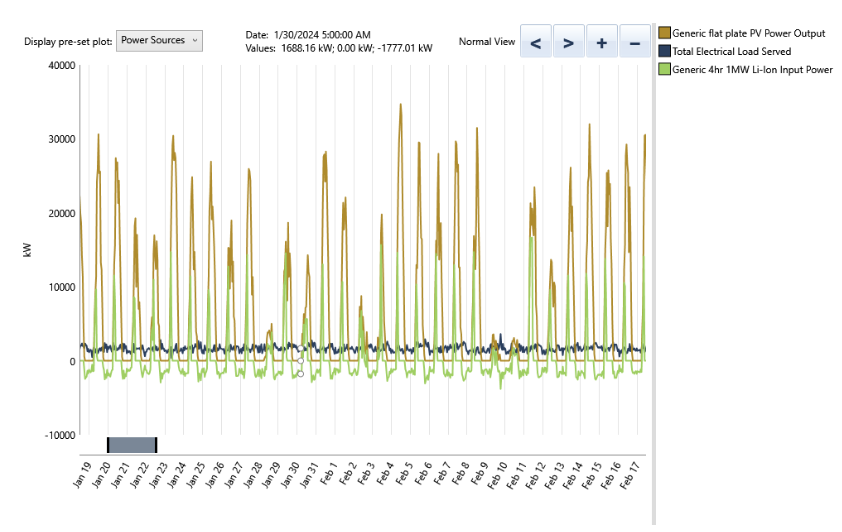 Display pre-set plot: Power Sources
Date: 1/30/2024 5:00:00 AM
Values: 1688.16 kW; 0.00 kW; -1777.01 kW
Normal View < > + −
Generic flat plate PV Power Output
Total Electrical Load Served
Generic 4hr 1MW Li-Ion Input Power
40000
30000
20000
10000
0
-10000
kW
Jan 19
Jan 20
Jan 21
Jan 22
Jan 23
Jan 24
Jan 25
Jan 26
Jan 27
Jan 28
Jan 29
Jan 30
Jan 31
Feb 1
Feb 2
Feb 3
Feb 4
Feb 5
Feb 6
Feb 7
Feb 8
Feb 9
Feb 10
Feb 11
Feb 12
Feb 13
Feb 14
Feb 15
Feb 16
Feb 17